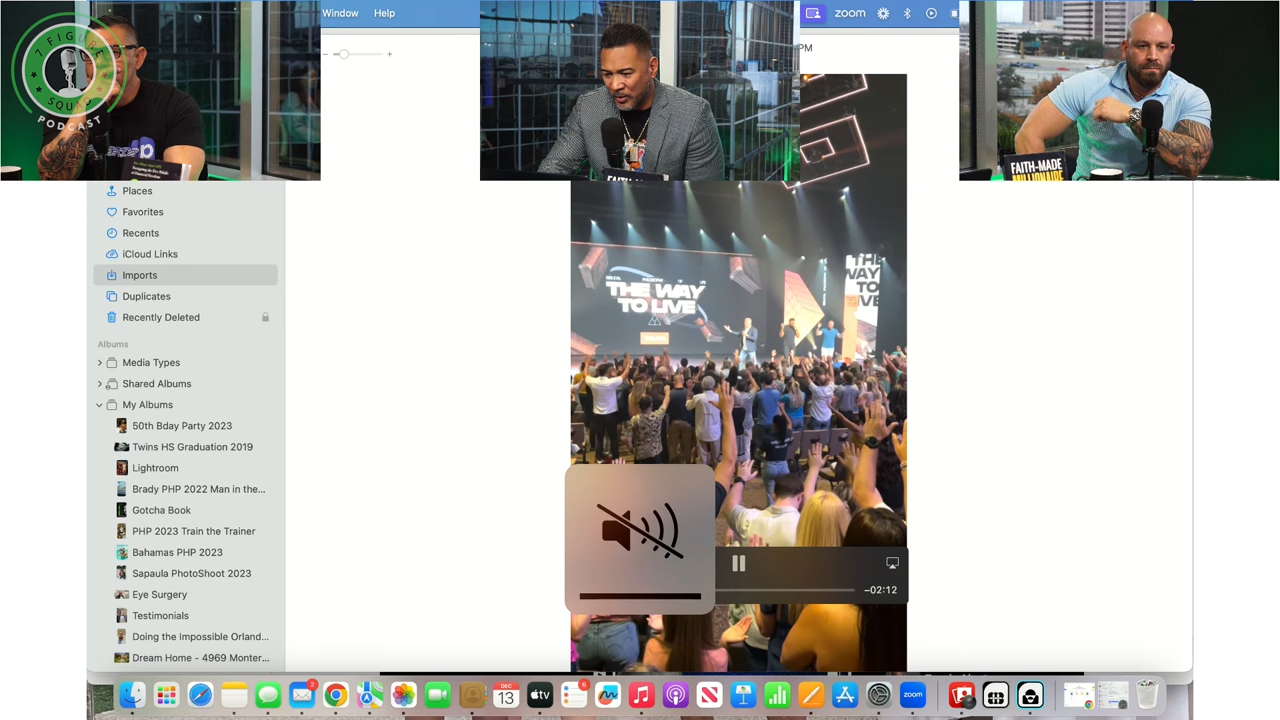 7 FIGURE
SQUAD
PODCAST
Window Help
zoom
PM
FAITH-MADE
MILLIONAIRE
Places
Favorites
Recents
iCloud Links
Imports
Duplicates
Recently Deleted
Albums
Media Types
Shared Albums
My Albums
50th Bday Party 2023
Twins HS Graduation 2019
Lightroom
Brady PHP 2022 Man in the...
Gotcha Book
PHP 2023 Train the Trainer
Bahamas PHP 2023
Sapaula PhotoShoot 2023
Eye Surgery
Testimonials
Doing the Impossible Orland...
Dream Home - 4969 Monter...
THE WAY
TO LIVE
THE
WAY
TO
LIVE
−02:12
2
DEC
13
tv
6
zoom